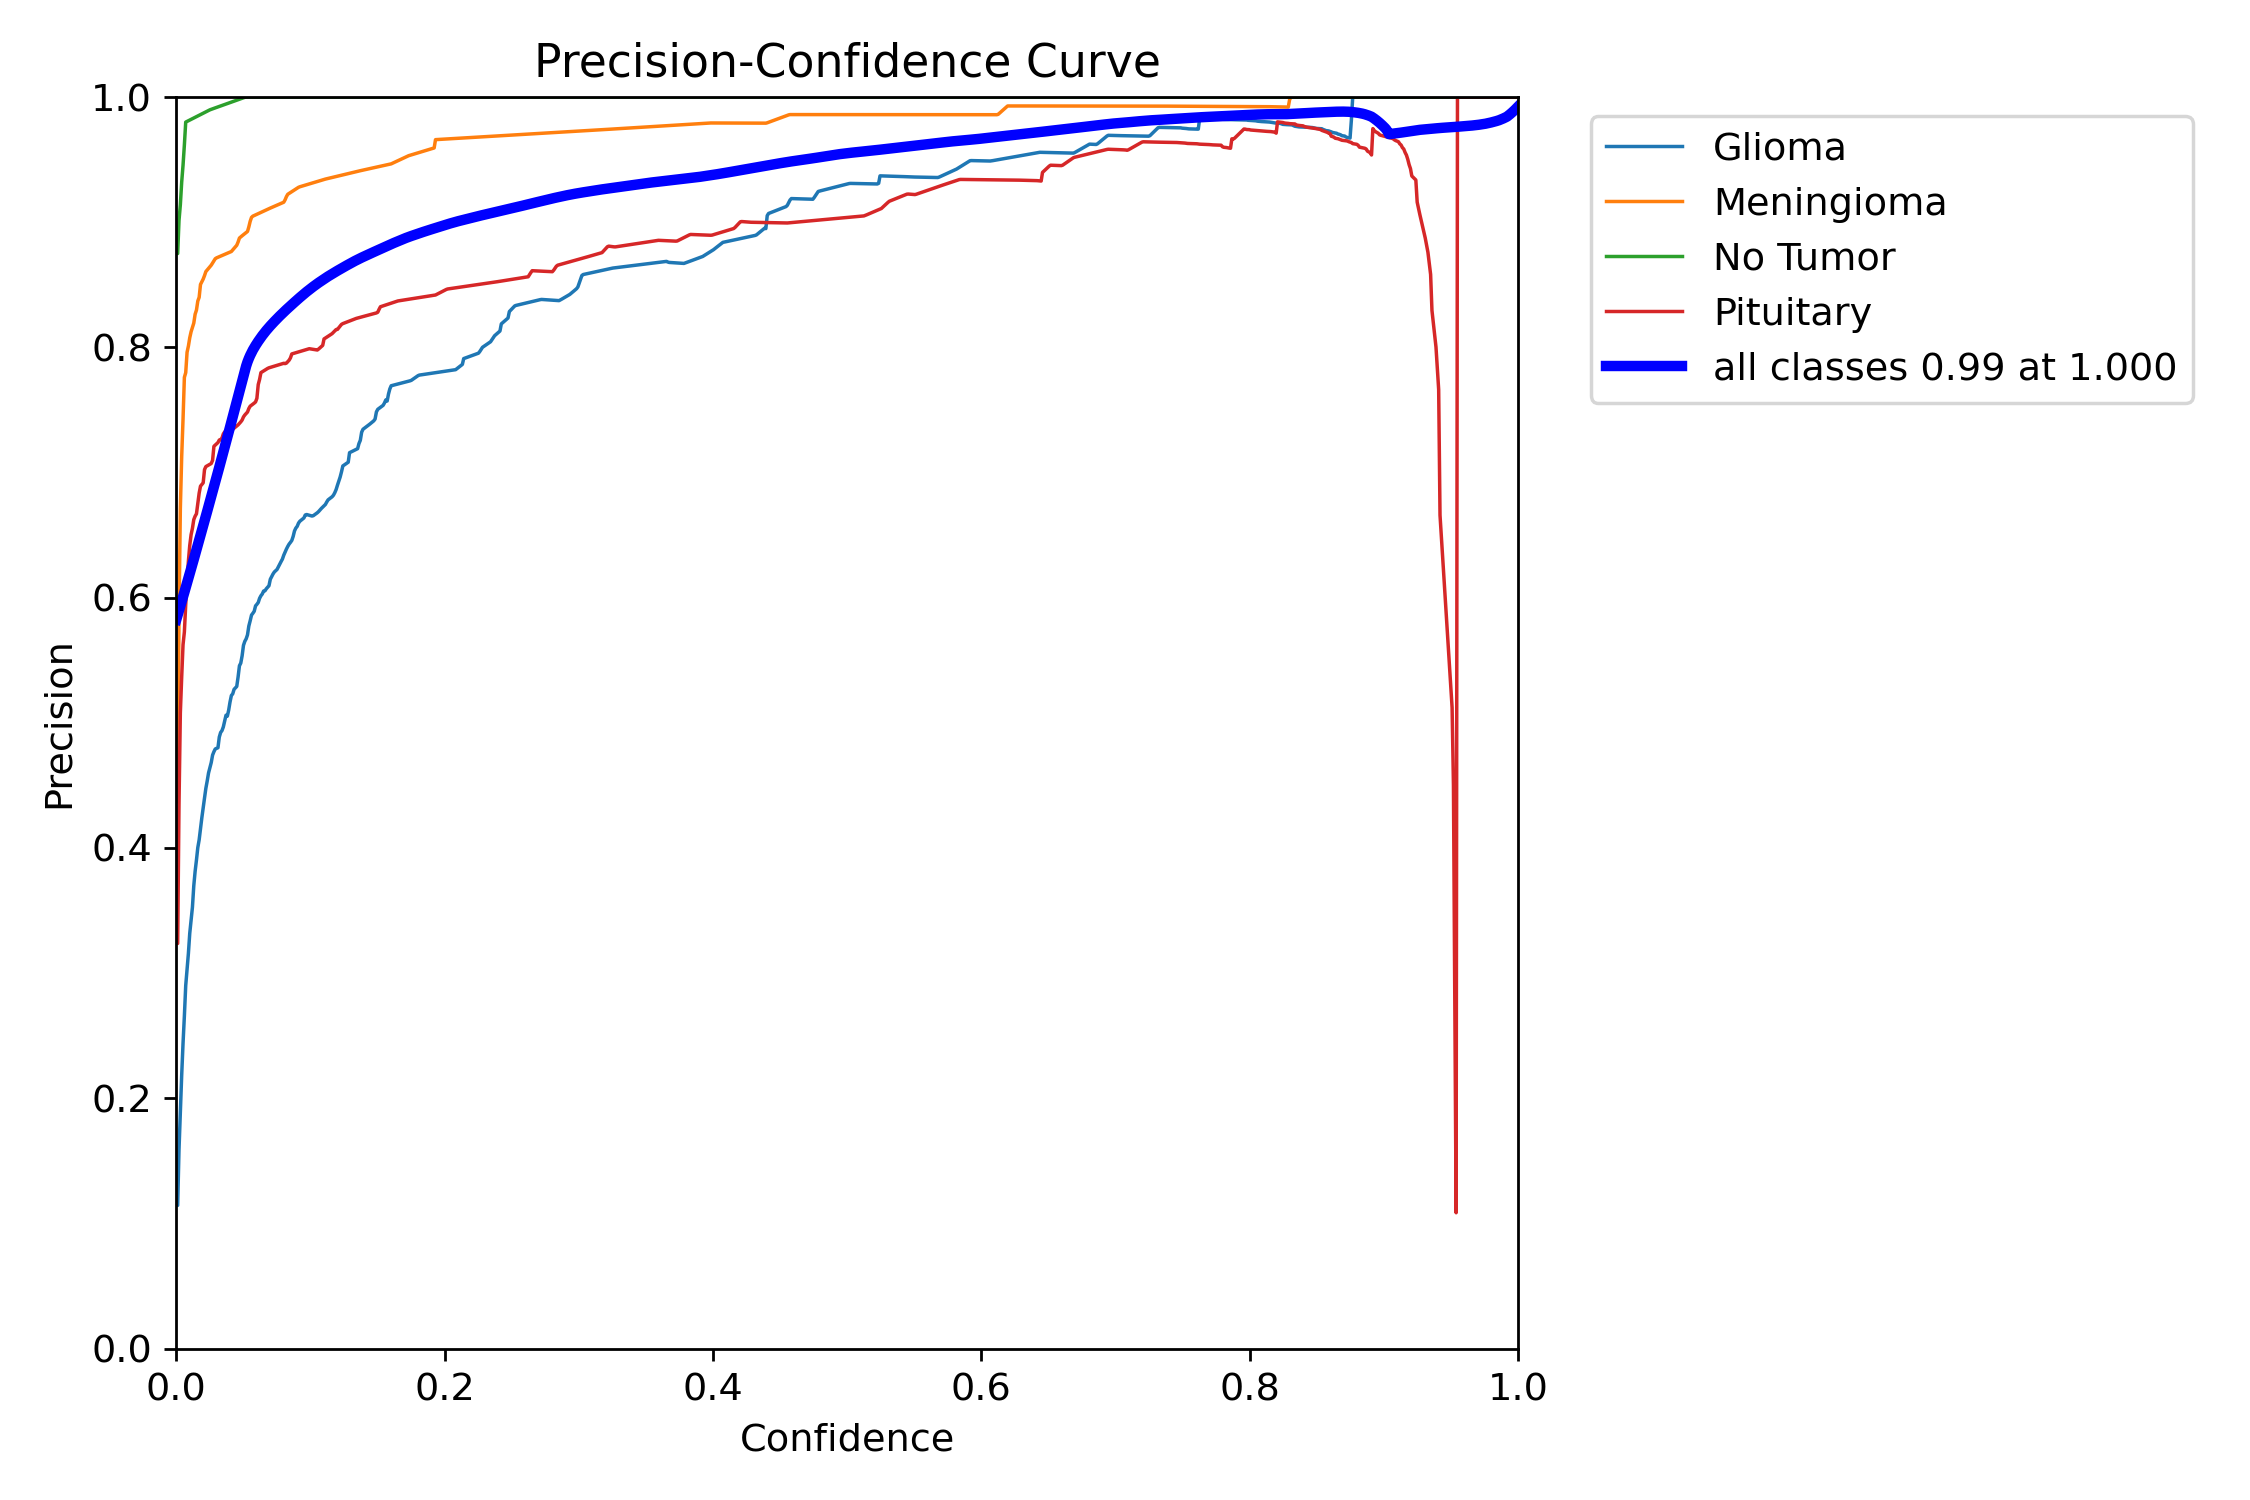 Precision-Confidence Curve
1.0
0.8
0.6
0.4
0.2
0.0
Precision
0.0 0.2 0.4 0.6 0.8 1.0
Confidence
Glioma
Meningioma
No Tumor
Pituitary
all classes 0.99 at 1.000